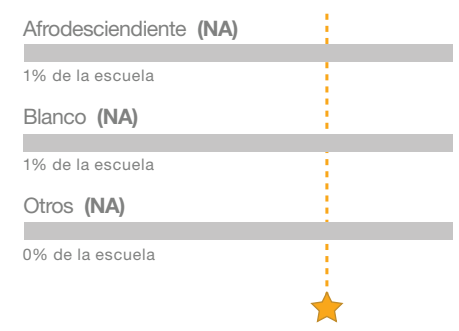 Afrodesciendiente (NA)
1% de la escuela
Blanco (NA)
1% de la escuela
Otros (NA)
0% de la escuela